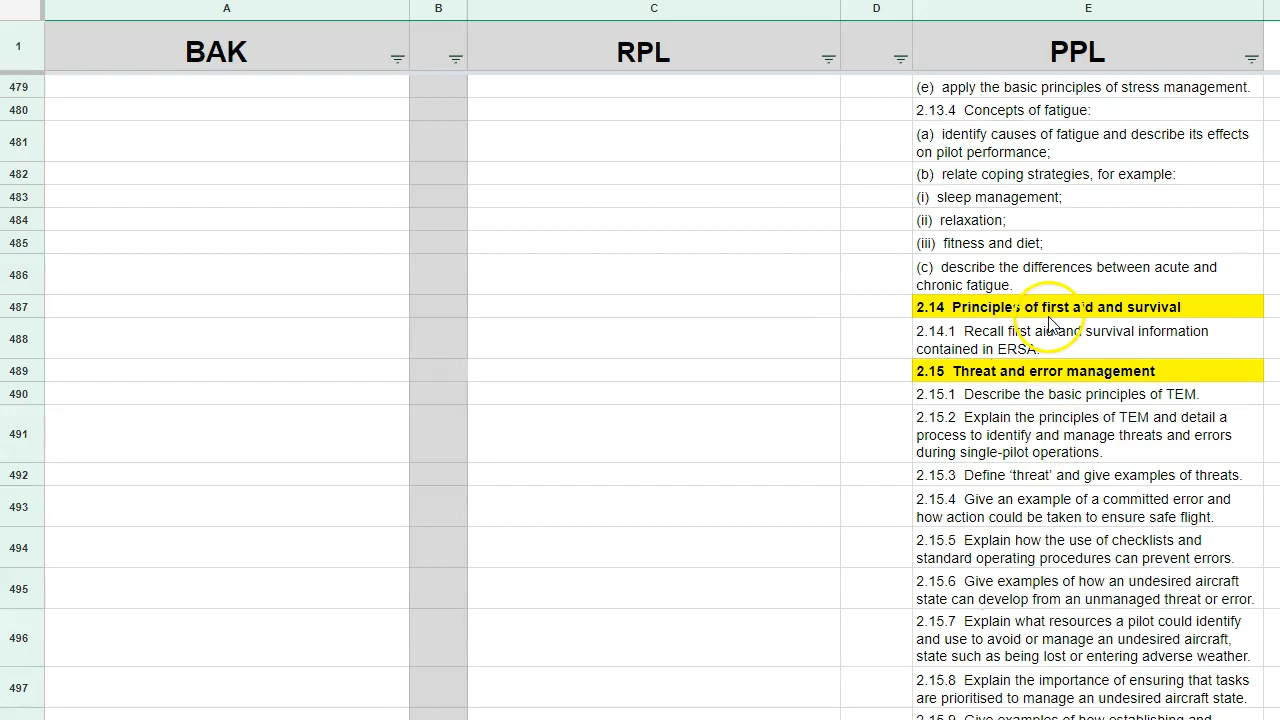 A B C D E
1 BAK RPL PPL
479 (e) apply the basic principles of stress management.
480 2.13.4 Concepts of fatigue:
481 (a) identify causes of fatigue and describe its effects
on pilot performance;
482 (b) relate coping strategies, for example:
483 (i) sleep management;
484 (ii) relaxation;
485 (iii) fitness and diet;
486 (c) describe the differences between acute and
chronic fatigue.
487 2.14 Principles of first aid and survival
488 2.14.1 Recall first aid and survival information
contained in ERSA.
489 2.15 Threat and error management
490 2.15.1 Describe the basic principles of TEM.
491 2.15.2 Explain the principles of TEM and detail a
process to identify and manage threats and errors
during single-pilot operations.
492 2.15.3 Define ‘threat’ and give examples of threats.
493 2.15.4 Give an example of a committed error and
how action could be taken to ensure safe flight.
494 2.15.5 Explain how the use of checklists and
standard operating procedures can prevent errors.
495 2.15.6 Give examples of how an undesired aircraft
state can develop from an unmanaged threat or error.
496 2.15.7 Explain what resources a pilot could identify
and use to avoid or manage an undesired aircraft,
state such as being lost or entering adverse weather.
497 2.15.8 Explain the importance of ensuring that tasks
are prioritised to manage an undesired aircraft state.
2.15.9 Give examples of how establishing and